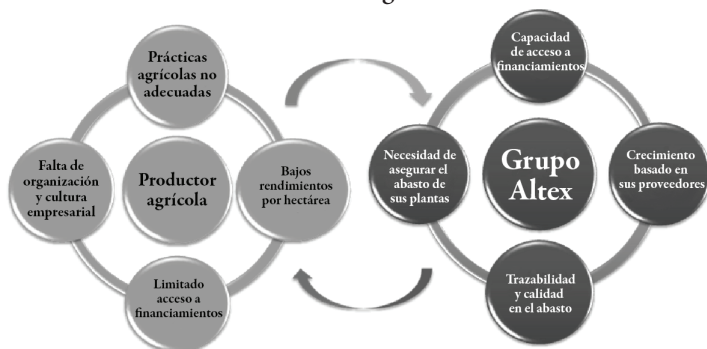 Prácticas
agrícolas no
adecuadas
Falta de
organización
y cultura
empresarial
Productor
agrícola
Bajos
rendimientos
por hectárea
Limitado
acceso a
financiamientos
Capacidad
de acceso a
financiamientos
Necesidad de
asegurar el
abasto de
sus plantas
Grupo
Altex
Crecimiento
basado en
sus proveedores
Trazabilidad
y calidad
en el abasto